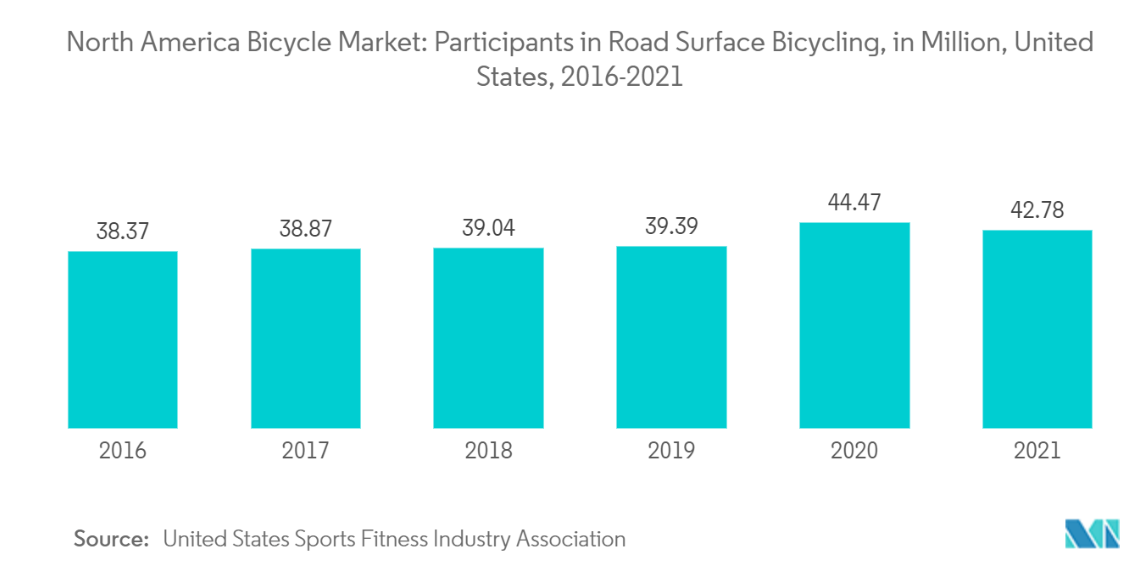 North America Bicycle Market: Participants in Road Surface Bicycling, in Million, United
States, 2016-2021
38.37 38.87 39.04 39.39 44.47 42.78
2016 2017 2018 2019 2020 2021
Source: United States Sports Fitness Industry Association